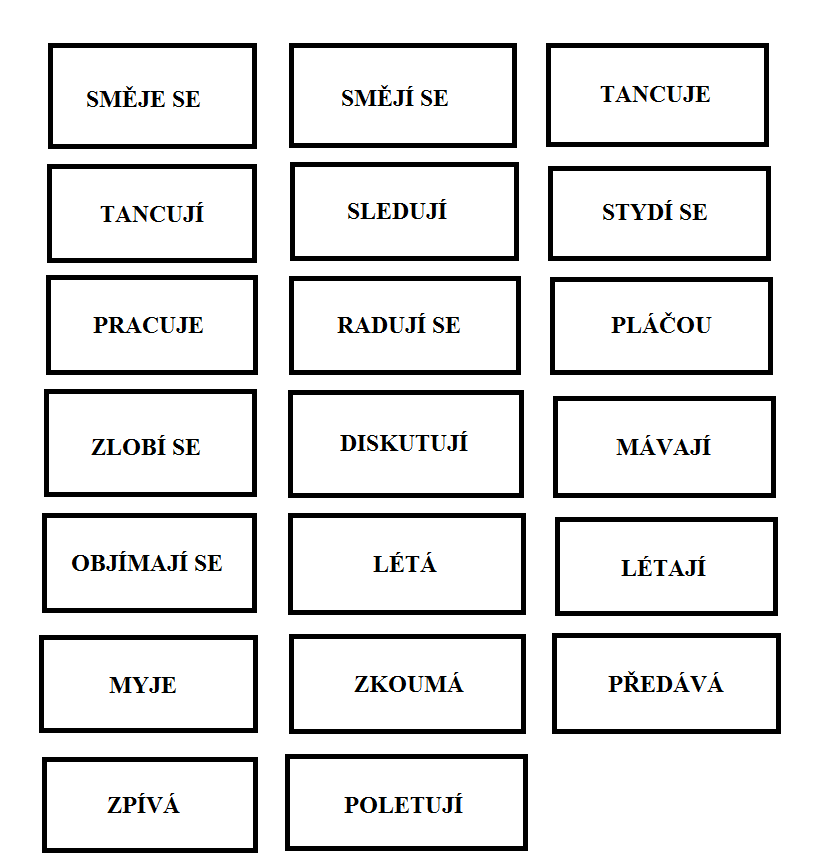 SMĚJE SE
SMĚJÍ SE
TANCUJE
TANCUJÍ
SLEDUJÍ
STYDÍ SE
PRACUJE
RADUJÍ SE
PLÁČOU
ZLOBÍ SE
DISKUTUJÍ
MÁVAJÍ
OBJÍMAJÍ SE
LÉTÁ
LÉTAJÍ
MYJE
ZKOUMÁ
PŘEDÁVÁ
ZPÍVÁ
POLETUJÍ